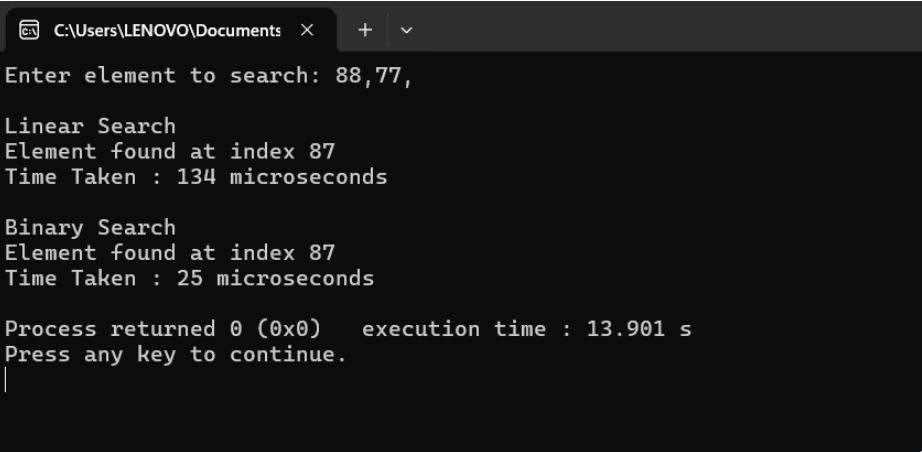 C:\Users\LENOVO\Documents
Enter element to search: 88,77,
Linear Search
Element found at index 87
Time Taken : 134 microseconds
Binary Search
Element found at index 87
Time Taken : 25 microseconds
Process returned 0 (0x0)   execution time : 13.901 s
Press any key to continue.